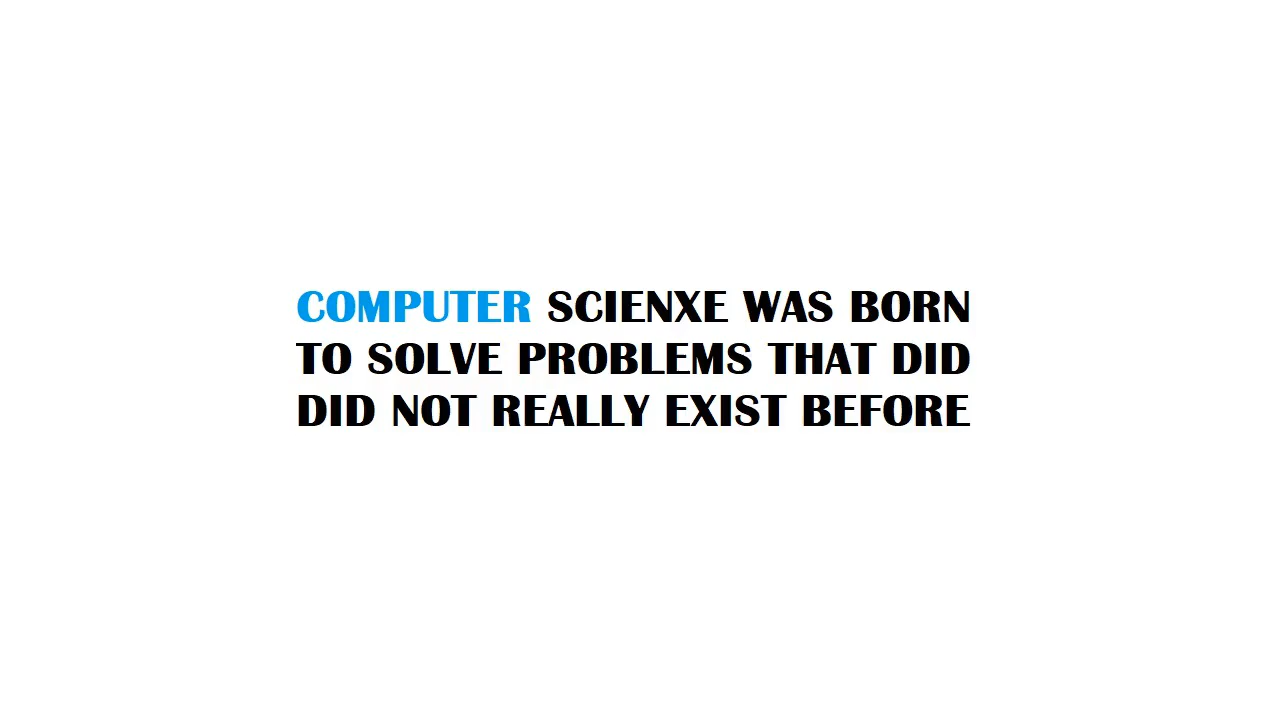 COMPUTER SCIENXE WAS BORN
TO SOLVE PROBLEMS THAT DID
DID NOT REALLY EXIST BEFORE